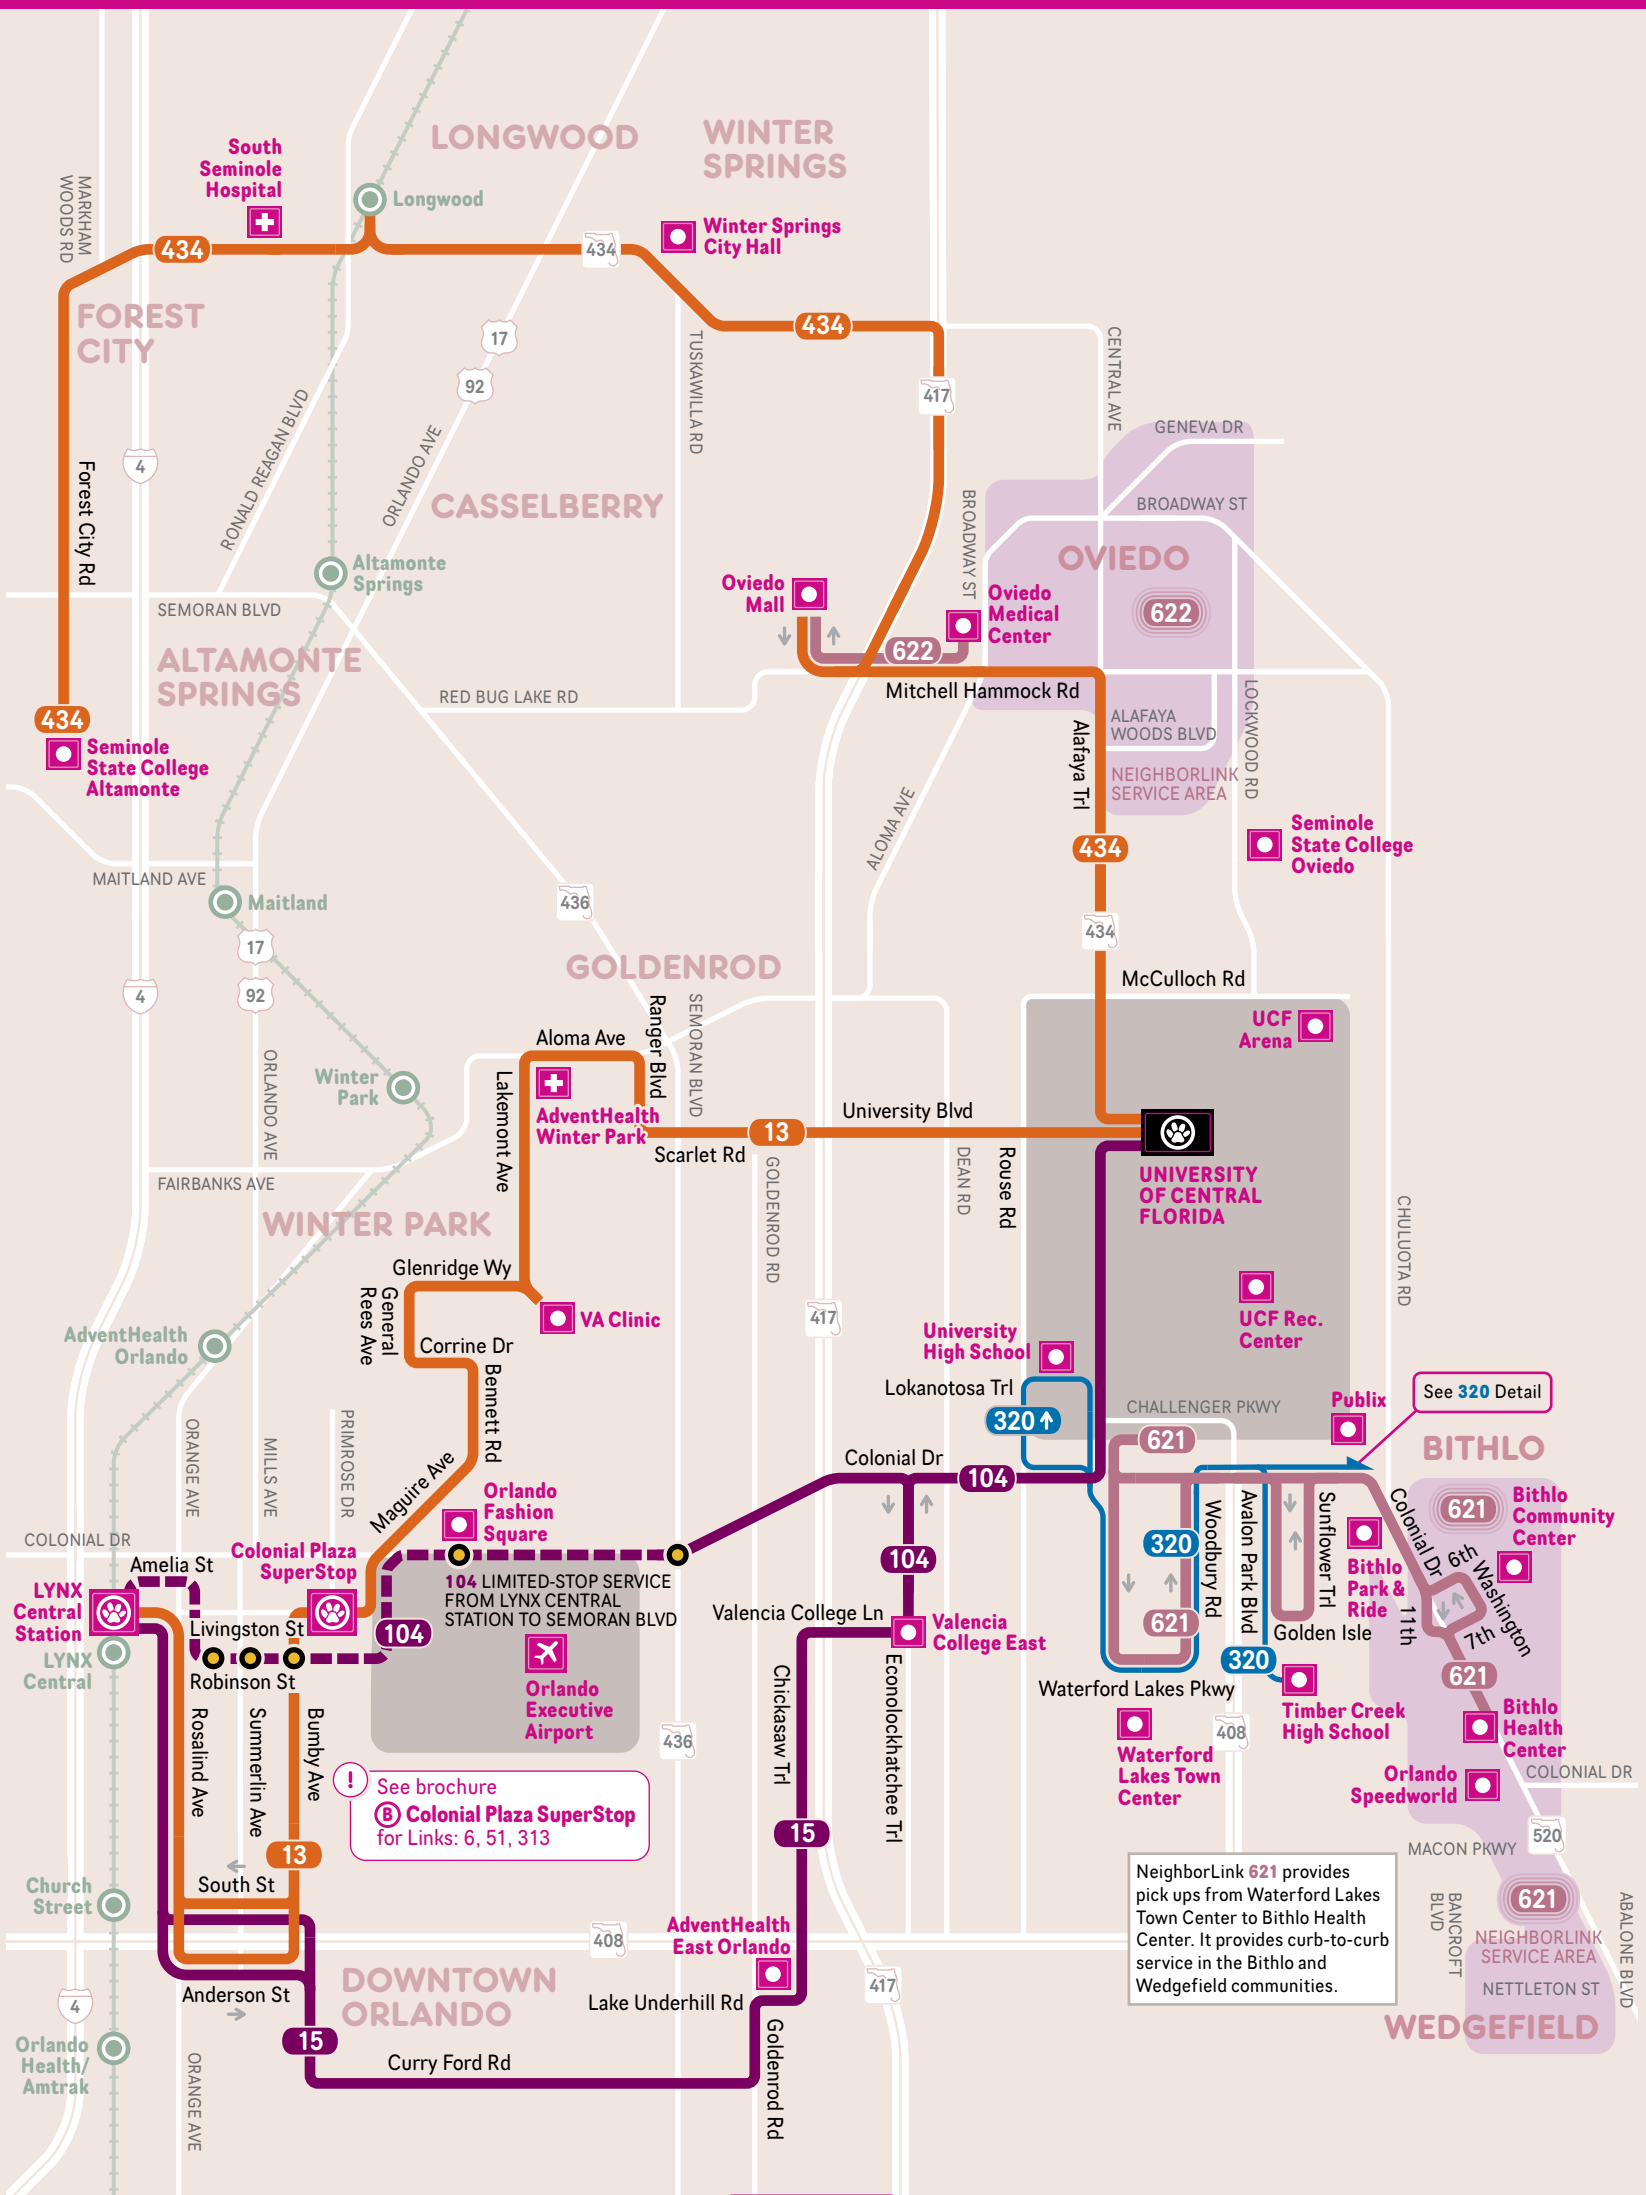 LONGWOOD
WINTER
SPRINGS
South
Seminole
Hospital
MARKHAM
WOODS RD
Longwood
Winter Springs
City Hall
434
434
FOREST
CITY
434
17
92
TUSKAWILLA RD
CENTRAL AVE
417
RONALD REAGAN BLVD
ORLANDO AVE
GENEVA DR
4
Forest City Rd
CASSELBERRY
BROADWAY ST
BROADWAY ST
OVIEDO
Altamonte
Springs
SEMORAN BLVD
Oviedo
Mall
Oviedo
Medical
Center
622
622
ALTAMONTE
SPRINGS
RED BUG LAKE RD
Mitchell Hammock Rd
434
Seminole
State College
Altamonte
Alafaya Trl
ALAFAYA
WOODS BLVD
LOCKWOOD RD
NEIGHBORLINK
SERVICE AREA
ALOMA AVE
434
Seminole
State College
Oviedo
MAITLAND AVE
Maitland
436
434
17
92
4
GOLDENROD
McCulloch Rd
UCF
Arena
Aloma Ave
Ranger Blvd
SEMORAN BLVD
ORLANDO AVE
Winter
Park
Lakemont Ave
AdventHealth
Winter Park
University Blvd
13
Scarlet Rd
GOLDENROD RD
DEAN RD
Rouse Rd
UNIVERSITY
OF CENTRAL
FLORIDA
FAIRBANKS AVE
WINTER PARK
CHULUOTA RD
Glenridge Wy
General
Rees Ave
VA Clinic
417
UCF Rec.
Center
AdventHealth
Orlando
Corrine Dr
University
High School
Bennett Rd
Lokanotosa Trl
320
CHALLENGER PKWY
Publix
See 320 Detail
ORANGE AVE
MILLS AVE
PRIMROSE DR
Maguire Ave
621
BITHLO
Colonial Dr
104
Orlando
Fashion
Square
Colonial Dr
621
Bithlo
Community
Center
COLONIAL DR
Amelia St
Colonial Plaza
SuperStop
104 LIMITED-STOP SERVICE
FROM LYNX CENTRAL
STATION TO SEMORAN BLVD
104
320
Woodbury Rd
Avalon Park Blvd
Sunflower Trl
Bithlo
Park &
Ride
6th
Washington
11th
7th
LYNX
Central
Station
Livingston St
104
Valencia College Ln
Valencia
College East
621
Golden Isle
LYNX
Central
Robinson St
320
621
Orlando
Executive
Airport
Waterford Lakes Pkwy
Timber Creek
High School
Rosalind Ave
Summerlin Ave
Bumby Ave
436
Chickasaw Trl
Econolockhatchee Trl
Waterford
Lakes Town
Center
408
Bithlo
Health
Center
COLONIAL DR
Orlando
Speedworld
!
See brochure
B Colonial Plaza SuperStop
for Links: 6, 51, 313
15
13
520
MACON PKWY
NeighborLink 621 provides
pick ups from Waterford Lakes
Town Center to Bithlo Health
Center. It provides curb-to-curb
service in the Bithlo and
Wedgefield communities.
South St
Church
Street
621
BANCROFT
BLVD
ABALONE BLVD
NEIGHBORLINK
SERVICE AREA
AdventHealth
East Orlando
408
417
DOWNTOWN
ORLANDO
Anderson St
Lake Underhill Rd
NETTLETON ST
WEDGEFIELD
4
15
Orlando
Health/
Amtrak
ORANGE AVE
Curry Ford Rd
Goldenrod Rd